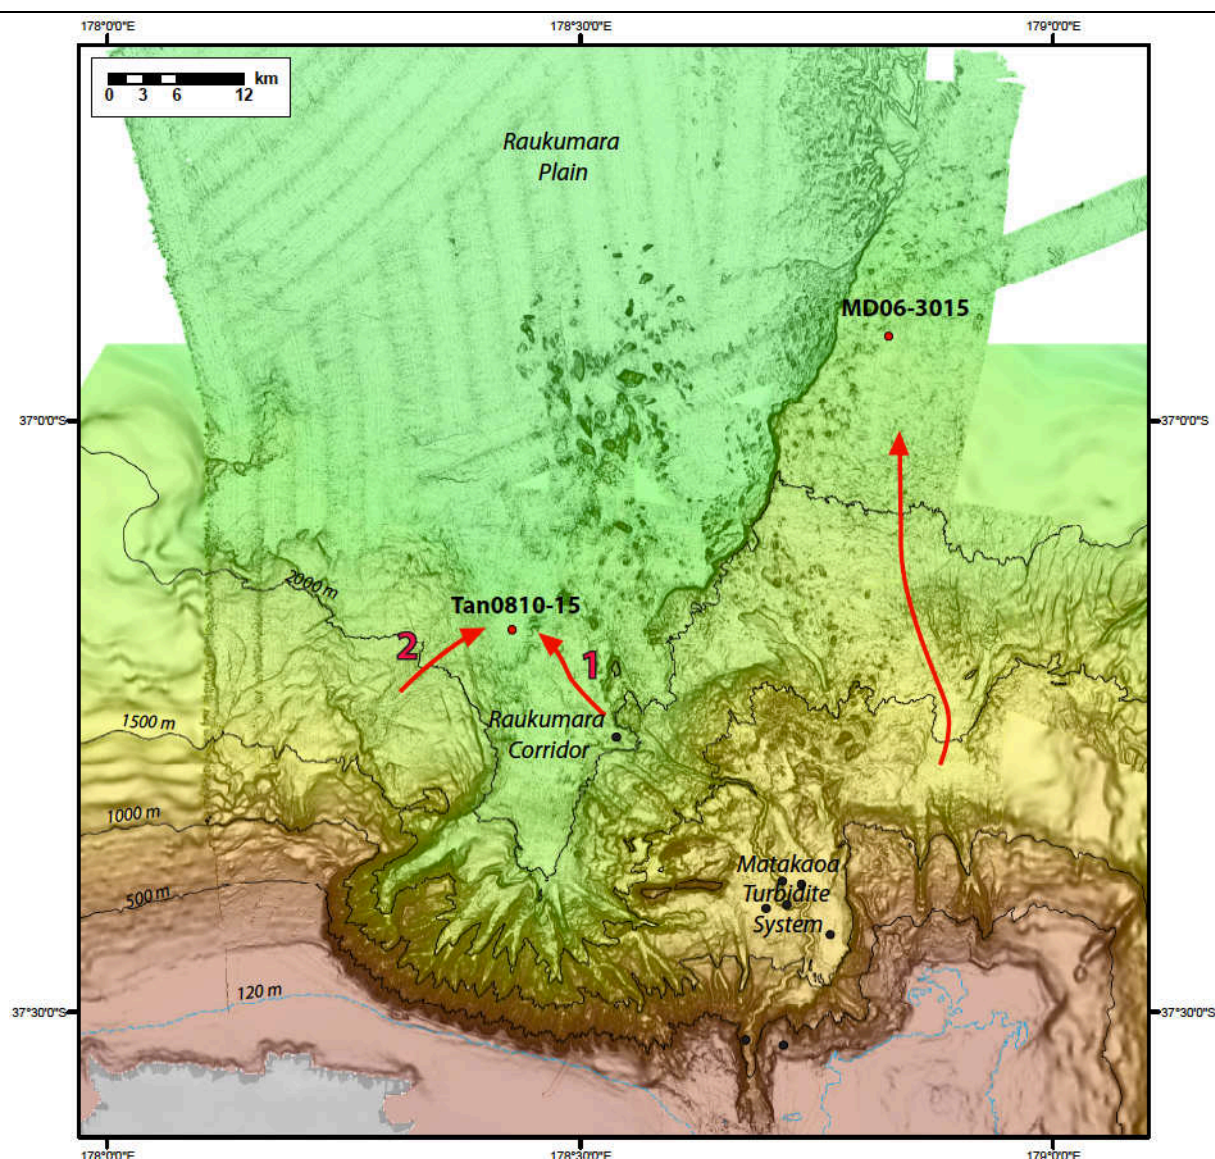 178°0'0"E 178°30'0"E 179°0'0"E
km
0 3 6 12
Raukumara
Plain
MD06-3015
37°0'0"S 37°0'0"S
2000 m
Tan0810-15
2 1
Raukumara
Corridor
1500 m
1000 m
Matakaoa
Turbidite
System
500 m
120 m
37°30'0"S 37°30'0"S
178°0'0"E 178°30'0"E 179°0'0"E